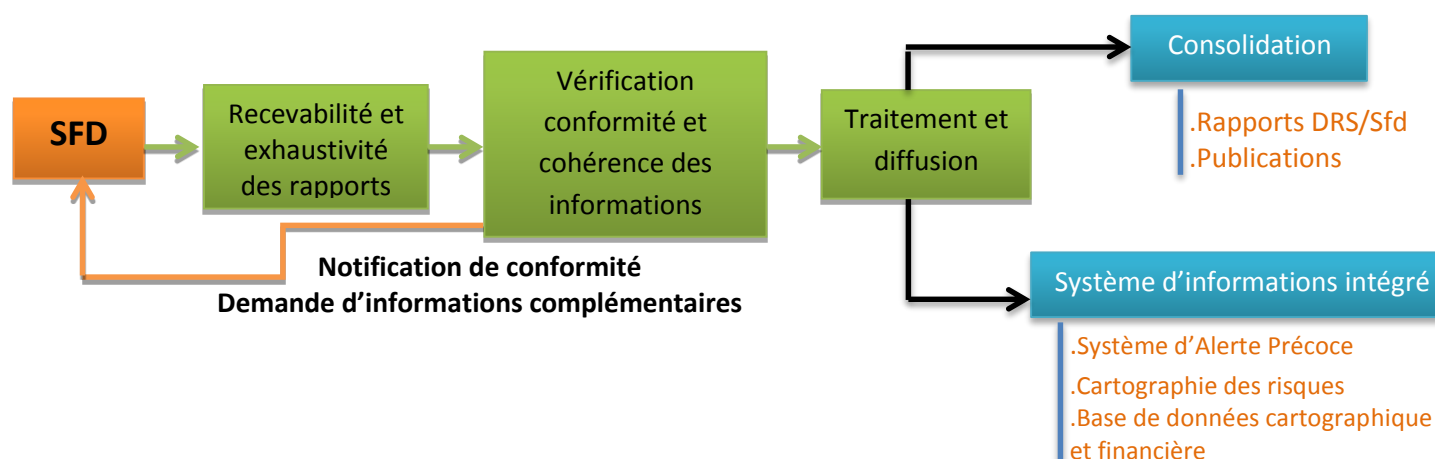 SFD
Recevabilité et
exhaustivité
des rapports
Vérification
conformité et
cohérence des
informations
Traitement et
diffusion
Consolidation
.Rapports DRS/Sfd
.Publications
Notification de conformité
Demande d’informations complémentaires
Système d’informations intégré
.Système d’Alerte Précoce
.Cartographie des risques
.Base de données cartographique
et financière